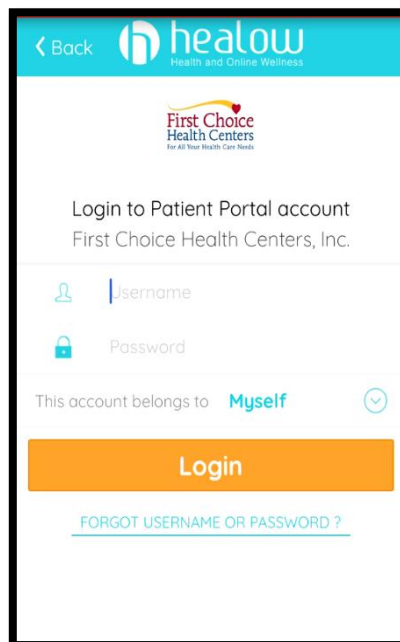 Back
healow
Health and Online Wellness
First Choice
Health Centers
For All Your Health Care Needs
Login to Patient Portal account
First Choice Health Centers, Inc.
Username
Password
This account belongs to Myself
Login
FORGOT USERNAME OR PASSWORD ?